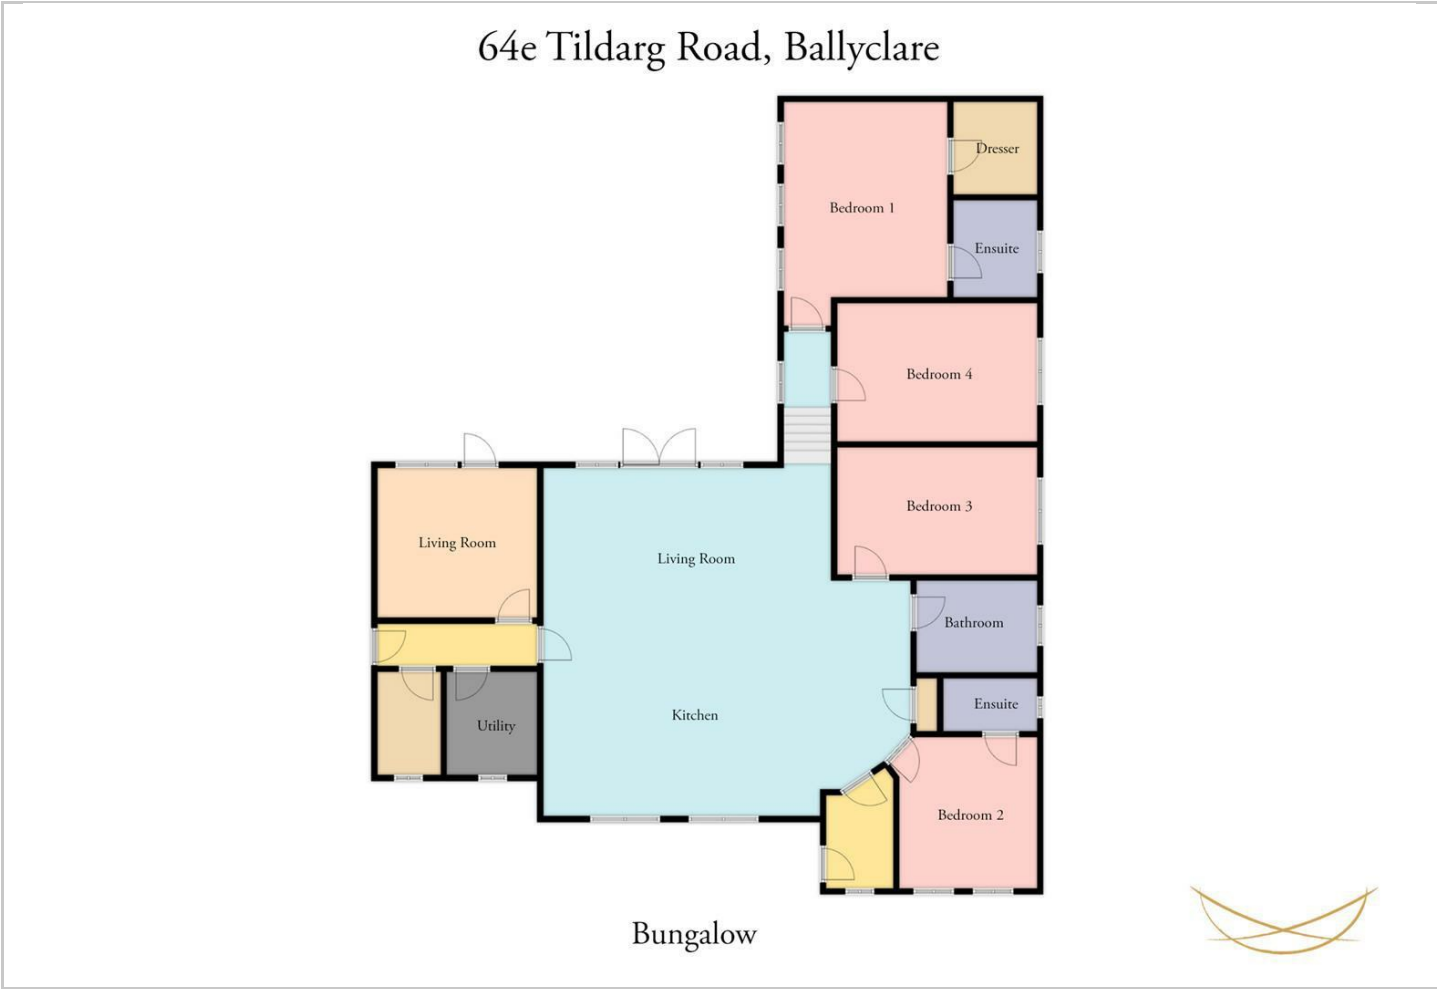 64e Tildarg Road, Ballyclare
Dresser
Bedroom 1
Ensuite
Bedroom 4
Bedroom 3
Living Room
Living Room
Bathroom
Ensuite
Kitchen
Utility
Bedroom 2
Bungalow